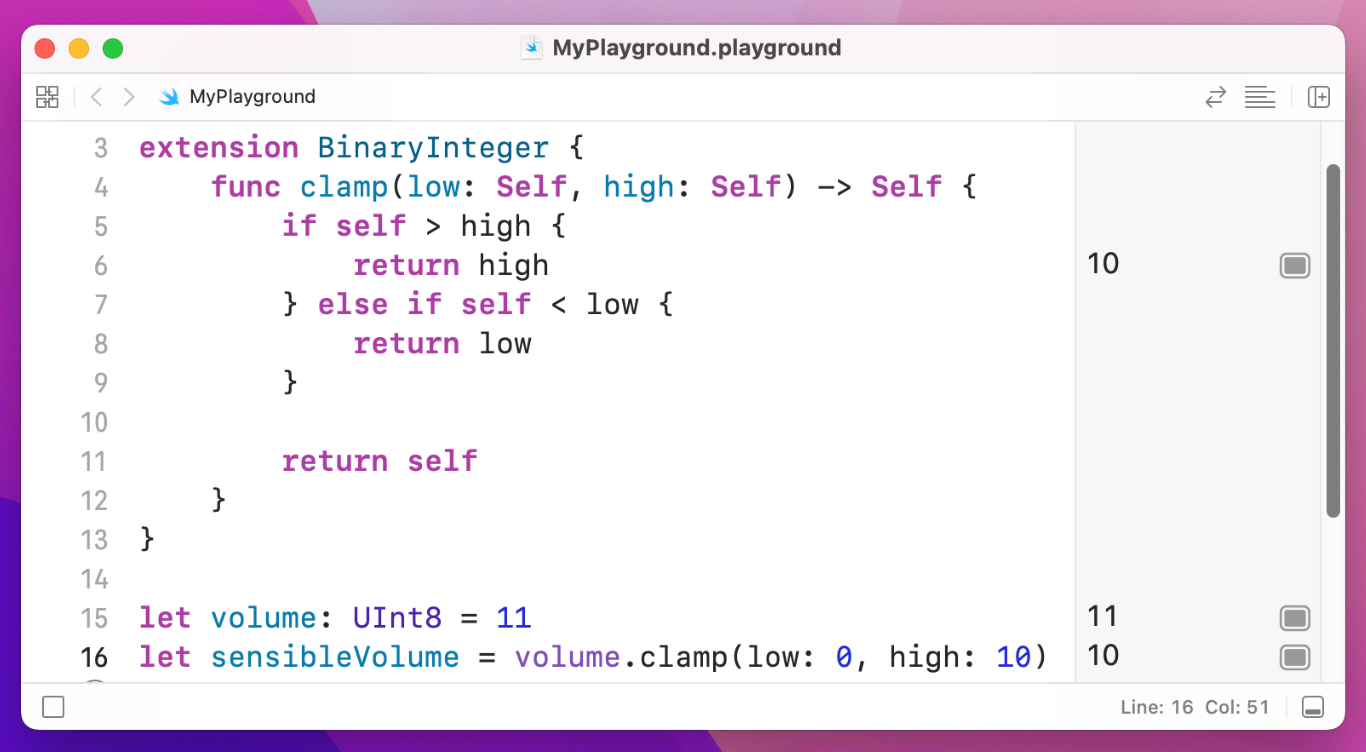 MyPlayground.playground
MyPlayground
3 extension BinaryInteger {
4 func clamp(low: Self, high: Self) -> Self {
5 if self > high {
6 return high 10
7 } else if self < low {
8 return low
9 }
10
11 return self
12 }
13 }
14
15 let volume: UInt8 = 11 11
16 let sensibleVolume = volume.clamp(low: 0, high: 10) 10
Line: 16 Col: 51